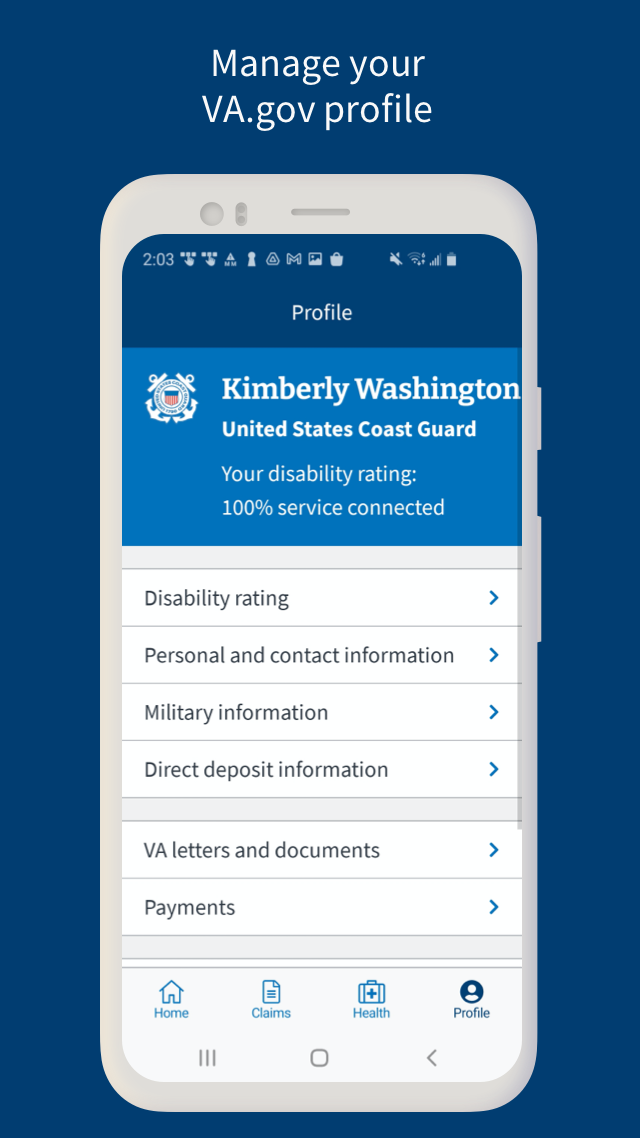 Manage your
VA.gov profile
2:03
Profile
Kimberly Washington
United States Coast Guard
Your disability rating:
100% service connected
Disability rating
Personal and contact information
Military information
Direct deposit information
VA letters and documents
Payments
Home
Claims
Health
Profile